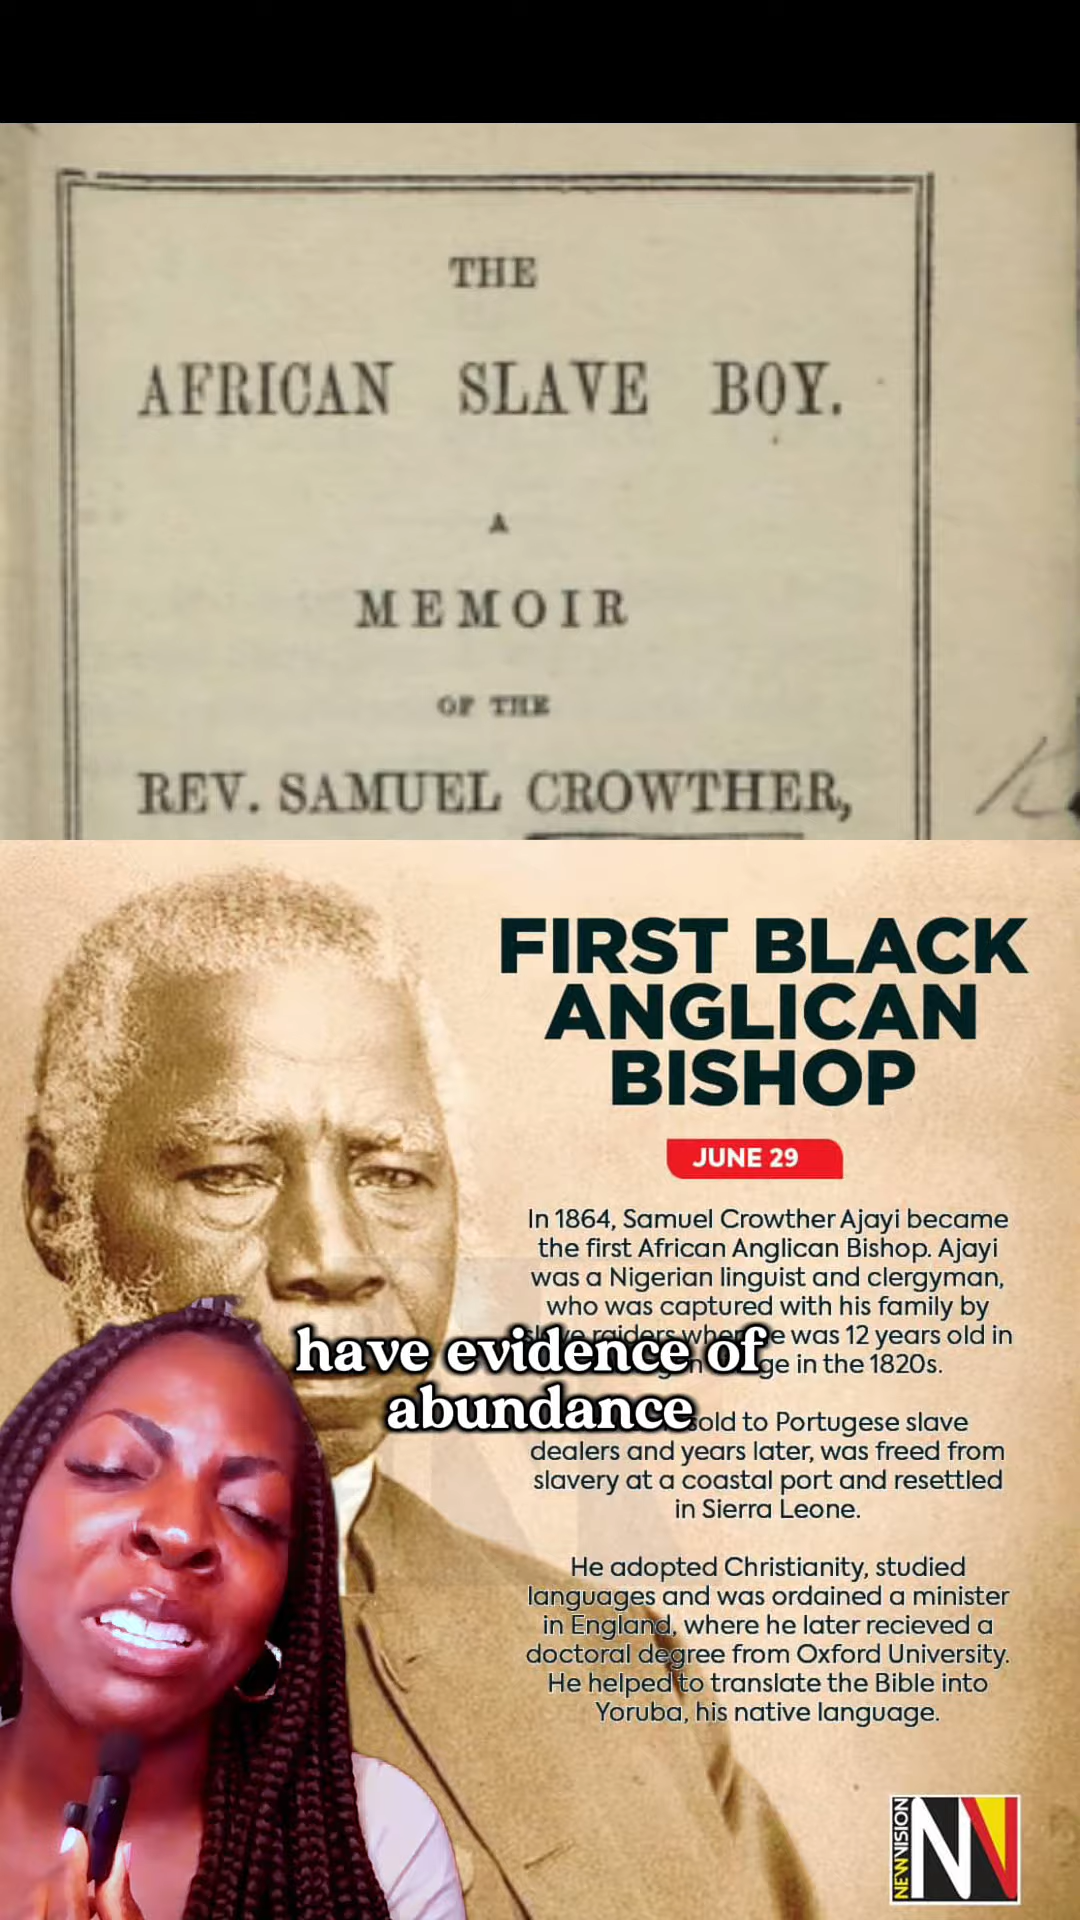 THE
AFRICAN SLAVE BOY.
A
MEMOIR
OF THE
REV. SAMUEL CROWTHER,
FIRST BLACK
ANGLICAN
BISHOP
JUNE 29
In 1864, Samuel Crowther Ajayi became
the first African Anglican Bishop. Ajayi
was a Nigerian linguist and clergyman,
who was captured with his family by
was 12 years old in
in the 1820s.
have evidence of
abundance
sold to Portugese slave
dealers and years later, was freed from
slavery at a coastal port and resettled
in Sierra Leone.
He adopted Christianity, studied
languages and was ordained a minister
in England, where he later recieved a
doctoral degree from Oxford University.
He helped to translate the Bible into
Yoruba, his native language.
NEW VISION